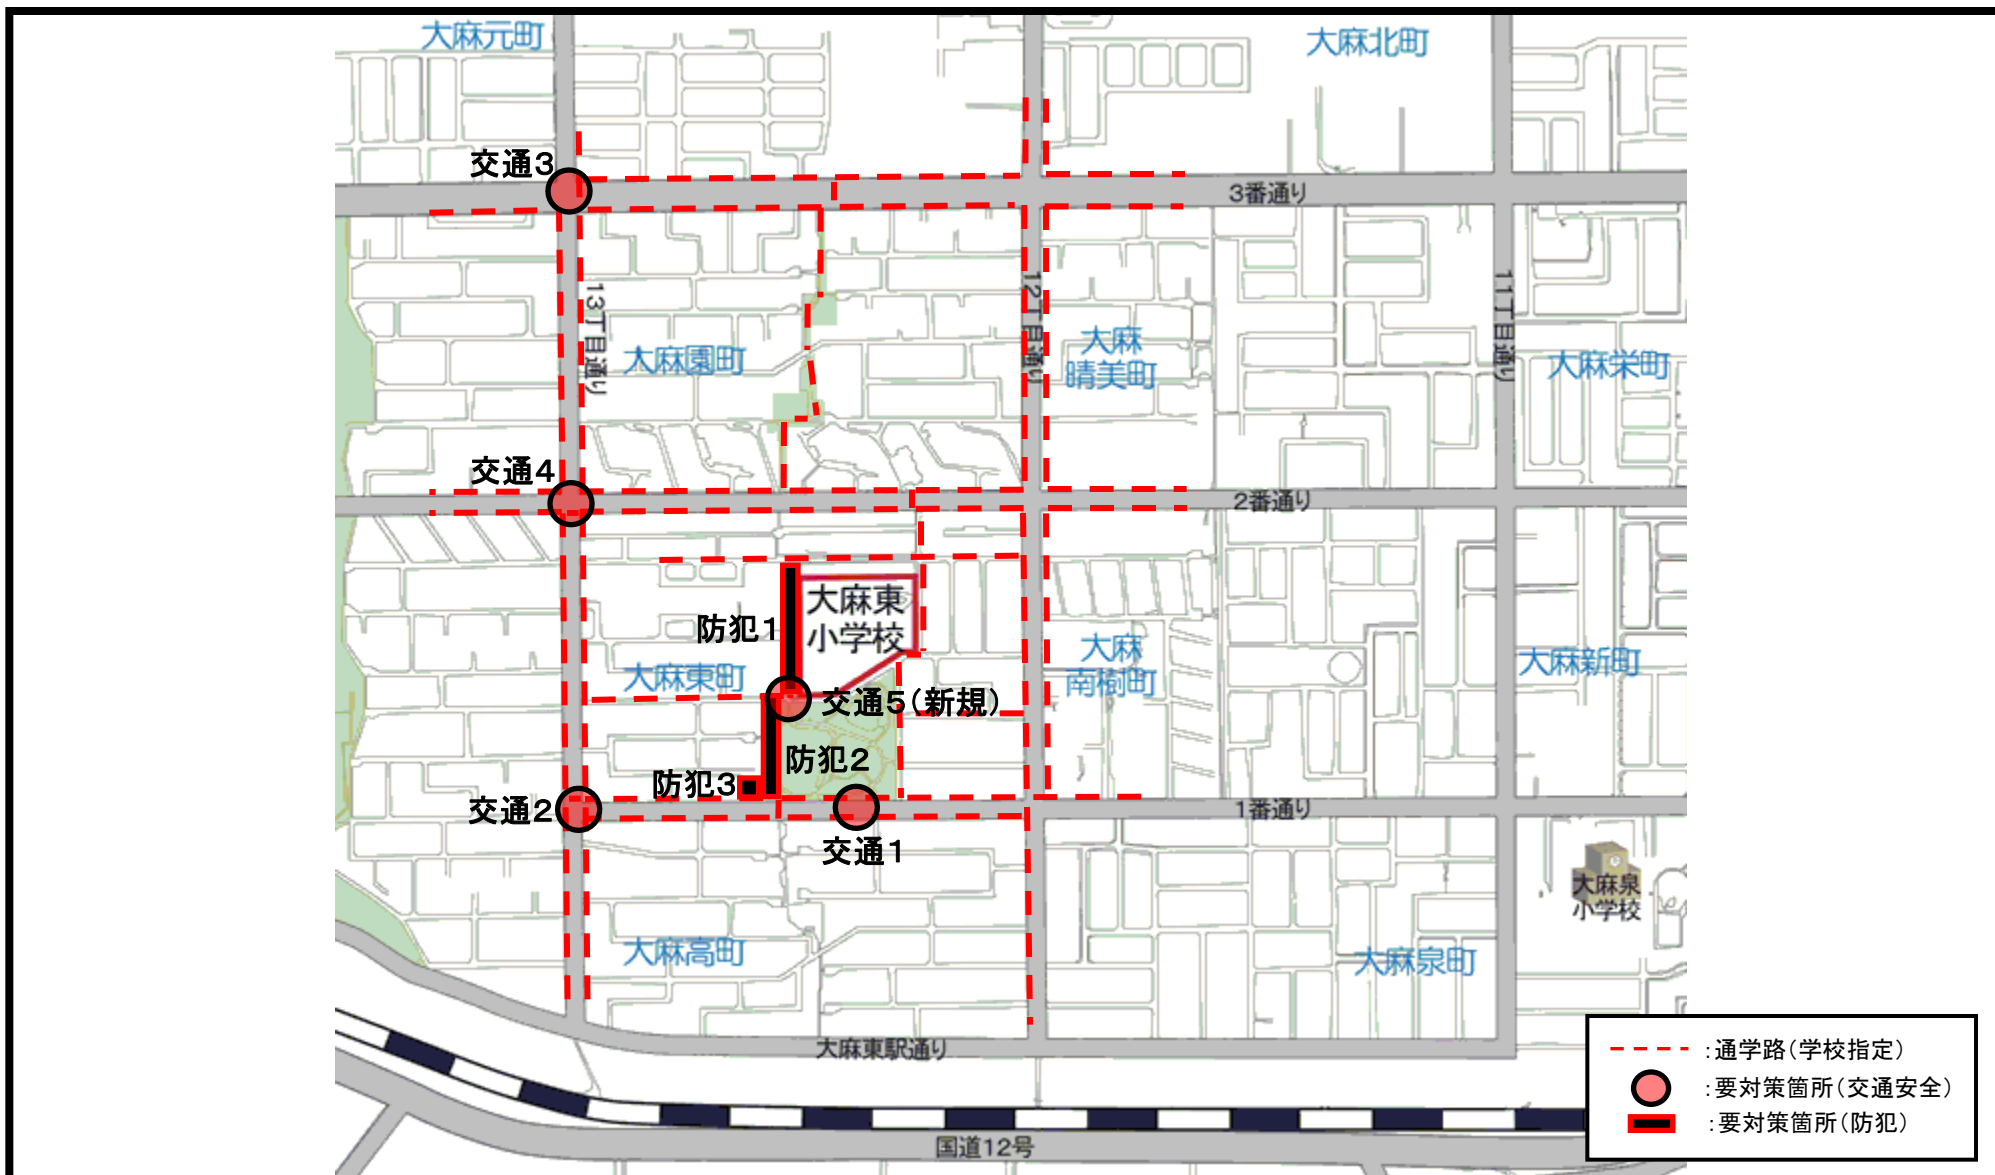 大麻元町
大麻北町
交通3
3番通り
13丁目通り
12丁目通り
11丁目通り
大麻園町
大麻
晴美町
大麻栄町
交通4
2番通り
大麻東
小学校
防犯1
大麻東町
大麻
南樹町
大麻新町
交通5（新規）
防犯2
防犯3
交通2
1番通り
交通1
大麻泉
小学校
大麻高町
大麻泉町
大麻東駅通り
国道12号
：通学路（学校指定）
：要対策箇所（交通安全）
：要対策箇所（防犯）